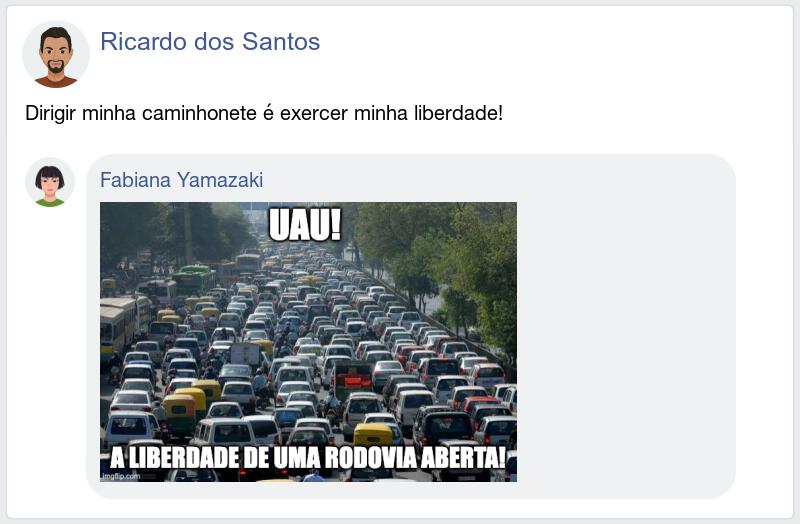 Ricardo dos Santos
Dirigir minha caminhonete é exercer minha liberdade!
Fabiana Yamazaki
UAU!
A LIBERDADE DE UMA RODOVIA ABERTA!
imgflip.com